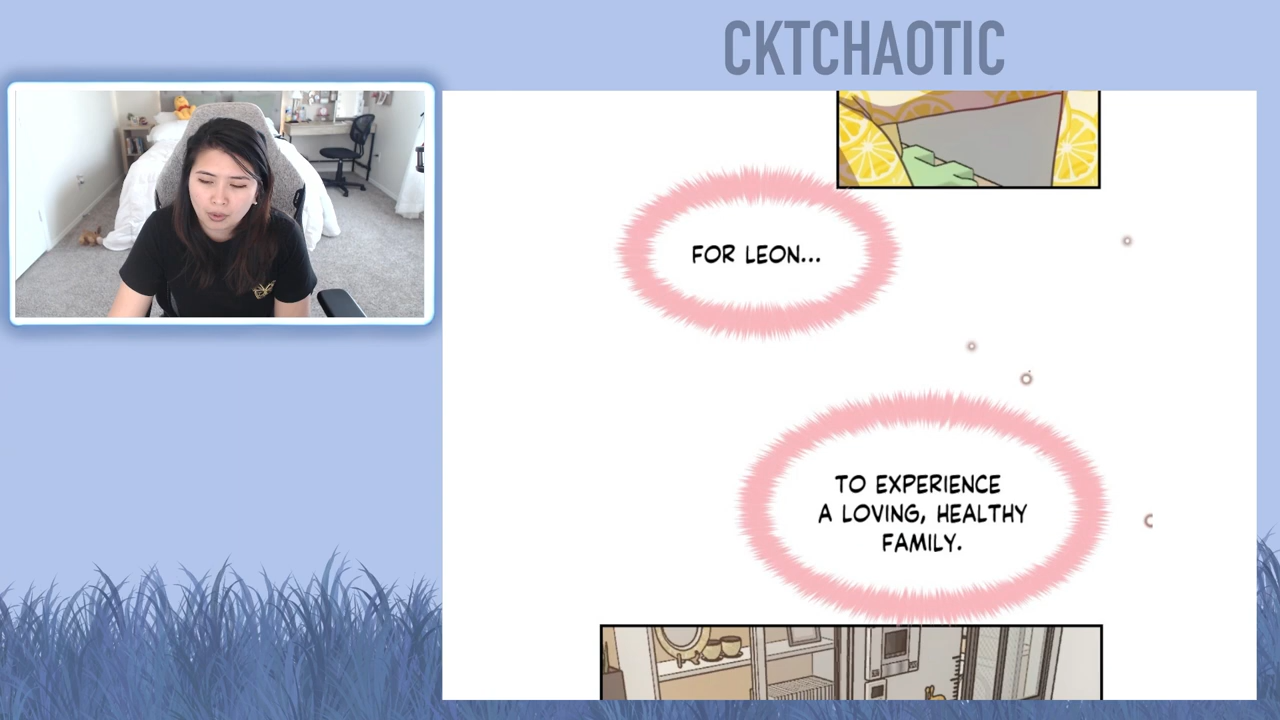 CKTCHAOTIC
FOR LEON...
TO EXPERIENCE
A LOVING, HEALTHY
FAMILY.